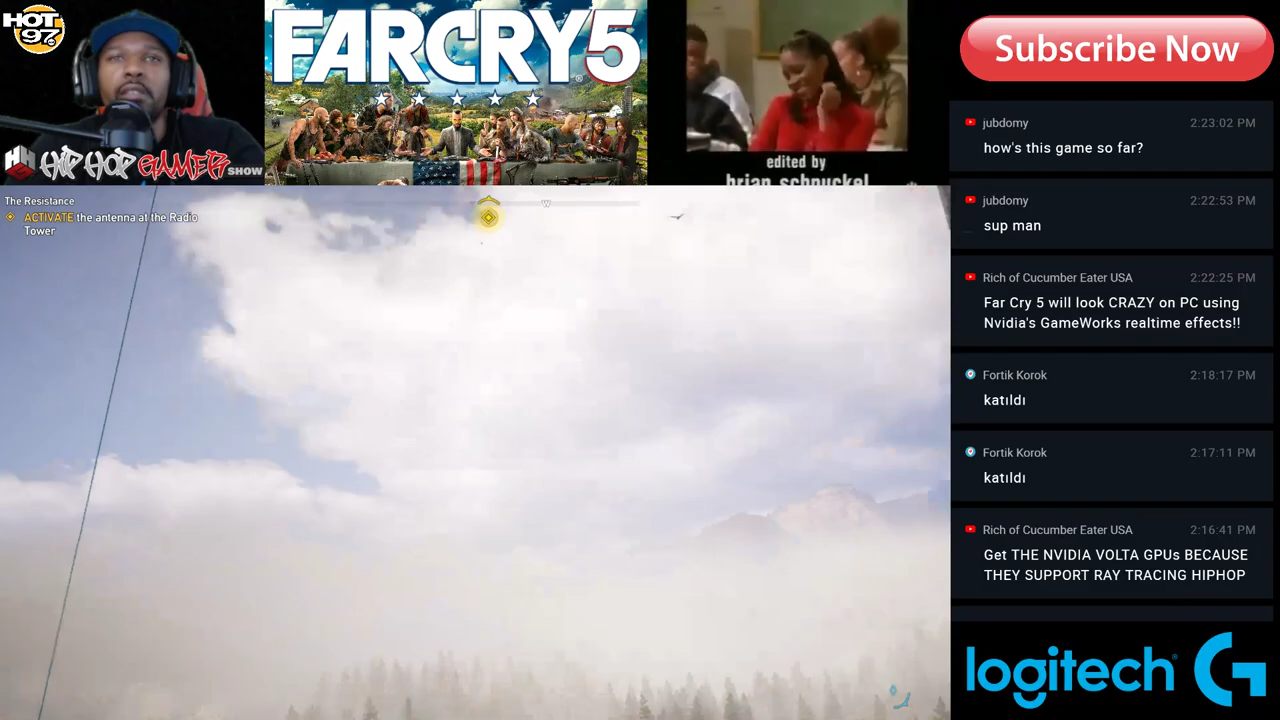 HOT
97
HIP HOP GAMER SHOW
FARCRY5
edited by
brian schnuckel
Subscribe Now
The Resistance
ACTIVATE the antenna at the Radio
Tower
W
jubdomy 2:23:02 PM
how's this game so far?
jubdomy 2:22:53 PM
sup man
Rich of Cucumber Eater USA 2:22:25 PM
Far Cry 5 will look CRAZY on PC using
Nvidia's GameWorks realtime effects!!
Fortik Korok 2:18:17 PM
katıldı
Fortik Korok 2:17:11 PM
katıldı
Rich of Cucumber Eater USA 2:16:41 PM
Get THE NVIDIA VOLTA GPUs BECAUSE
THEY SUPPORT RAY TRACING HIPHOP
logitech G